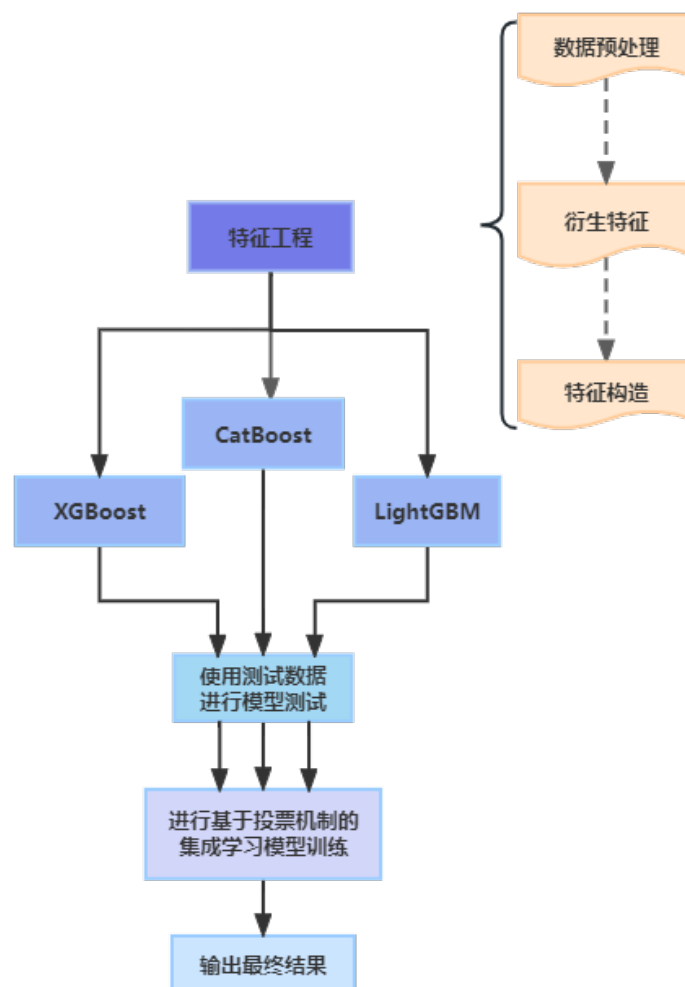 数据预处理
衍生特征
特征构造
特征工程
CatBoost
XGBoost
LightGBM
使用测试数据
进行模型测试
进行基于投票机制的
集成学习模型训练
输出最终结果